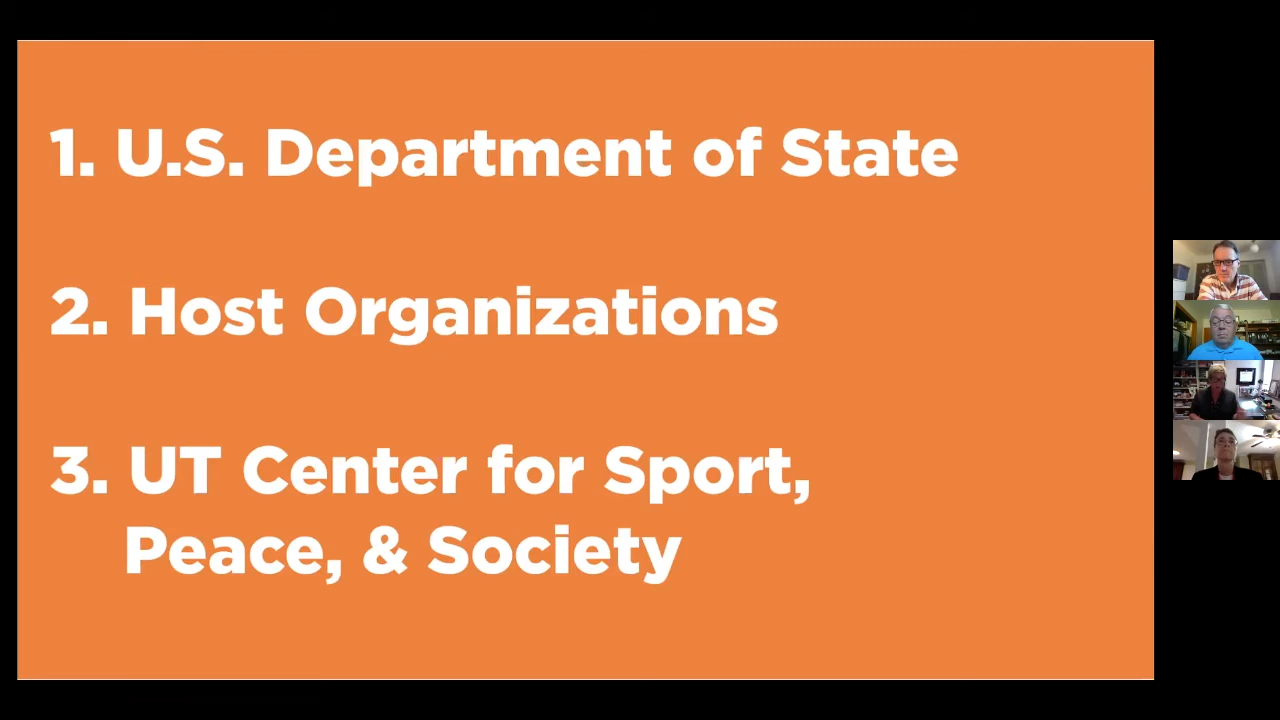 1. U.S. Department of State
2. Host Organizations
3. UT Center for Sport,
Peace, & Society